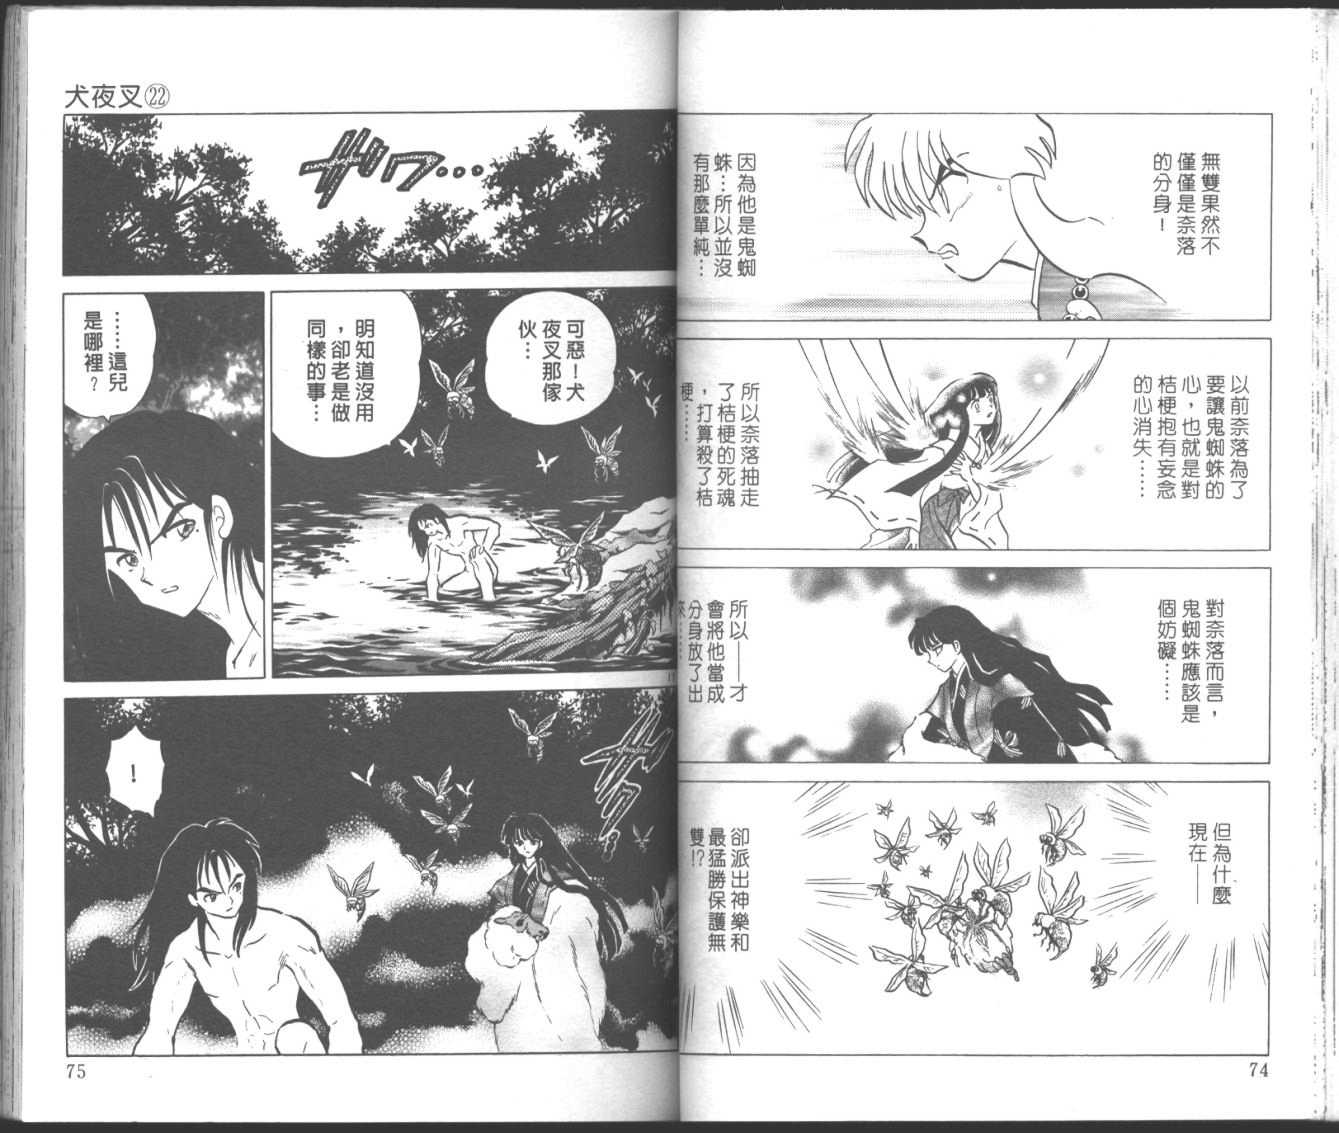 無雙果然不
僅僅是奈落
的分身！
因為他是鬼蜘
蛛…所以並沒
有那麼單純…
以前奈落為了
要讓鬼蜘蛛的
心，也就是對
桔梗抱有妄念
的心消失……
所以奈落抽走
了桔梗的死魂
，打算殺了桔
梗……
對奈落而言，
鬼蜘蛛應該是
個妨礙……
所以——才
會將他當成
分身放了出
來……
但為什麼
現在——
卻派出神樂和
最猛勝保護無
雙!?
74
犬夜叉㉒
ザワ…
可惡！犬
夜叉那傢
伙…
明知道沒用
，卻老是做
同樣的事…
……這兒
是哪裡？
ザワ
！
75